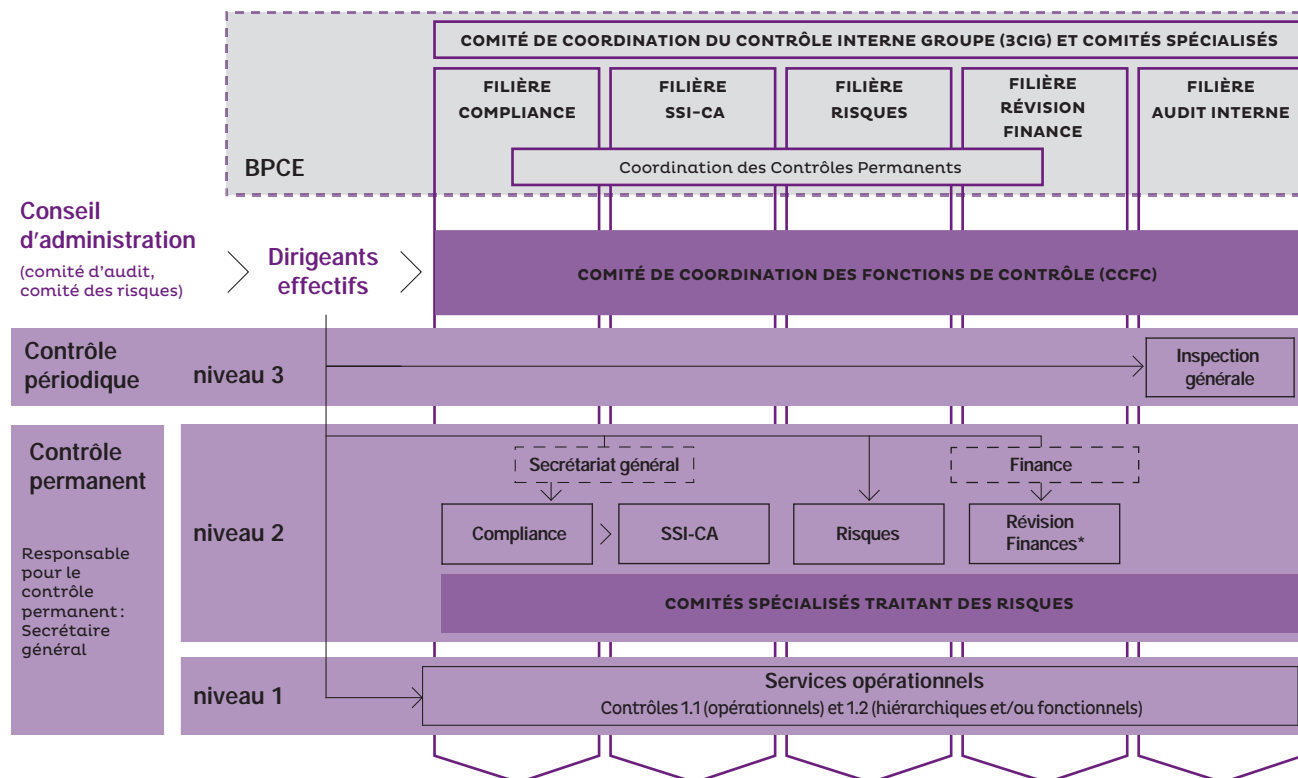 COMITÉ DE COORDINATION DU CONTRÔLE INTERNE GROUPE (3CIG) ET COMITÉS SPÉCIALISÉS
FILIÈRE
COMPLIANCE
FILIÈRE
SSI-CA
FILIÈRE
RISQUES
FILIÈRE
RÉVISION
FINANCE
FILIÈRE
AUDIT INTERNE
BPCE
Coordination des Contrôles Permanents
Conseil
d'administration
(comité d'audit,
comité des risques)
Dirigeants
effectifs
COMITÉ DE COORDINATION DES FONCTIONS DE CONTRÔLE (CCFC)
Contrôle
périodique
niveau 3
Inspection
générale
Contrôle
permanent
Responsable
pour le
contrôle
permanent :
Secrétaire
général
niveau 2
Secrétariat général
Finance
Compliance
SSI-CA
Risques
Révision
Finances*
COMITÉS SPÉCIALISÉS TRAITANT DES RISQUES
niveau 1
Services opérationnels
Contrôles 1.1 (opérationnels) et 1.2 (hiérarchiques et/ou fonctionnels)